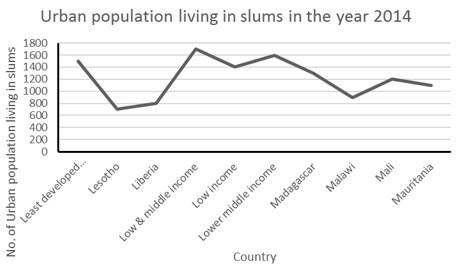 Urban population living in slums in the year 2014
No. of Urban population living in slums
1800
1600
1400
1200
1000
800
600
400
200
0
Least developed...
Lesotho
Liberia
Low & middle income
Low income
Lower middle income
Madagascar
Malawi
Mali
Mauritania
Country